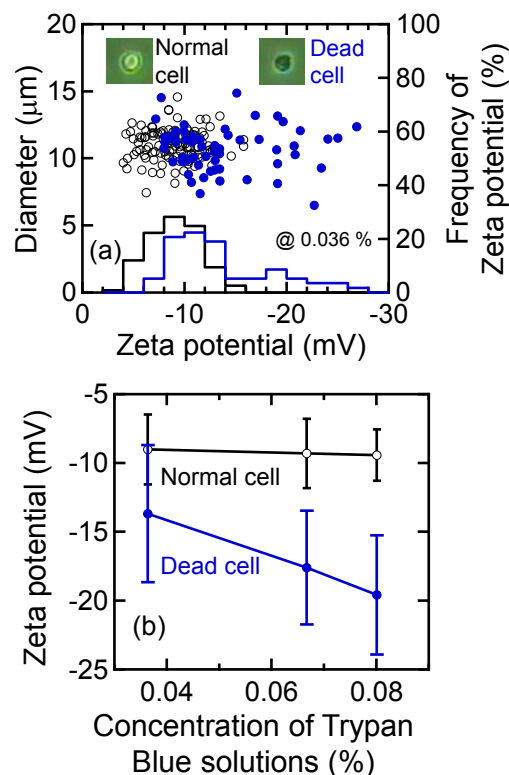 20
15
10
5
0
Diameter (μm)
Normal
cell
Dead
cell
100
80
60
40
20
0
Frequency of
Zeta potential (%)
(a)
@ 0.036 %
0
-10
-20
-30
Zeta potential (mV)
-5
-10
-15
-20
-25
Zeta potential (mV)
Normal cell
Dead cell
(b)
0.04
0.06
0.08
Concentration of Trypan
Blue solutions (%)